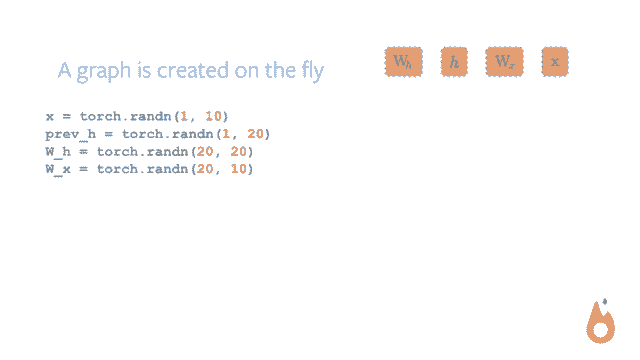 A graph is created on the fly
W_h h W_x x
x = torch.randn(1, 10)
prev_h = torch.randn(1, 20)
W_h = torch.randn(20, 20)
W_x = torch.randn(20, 10)